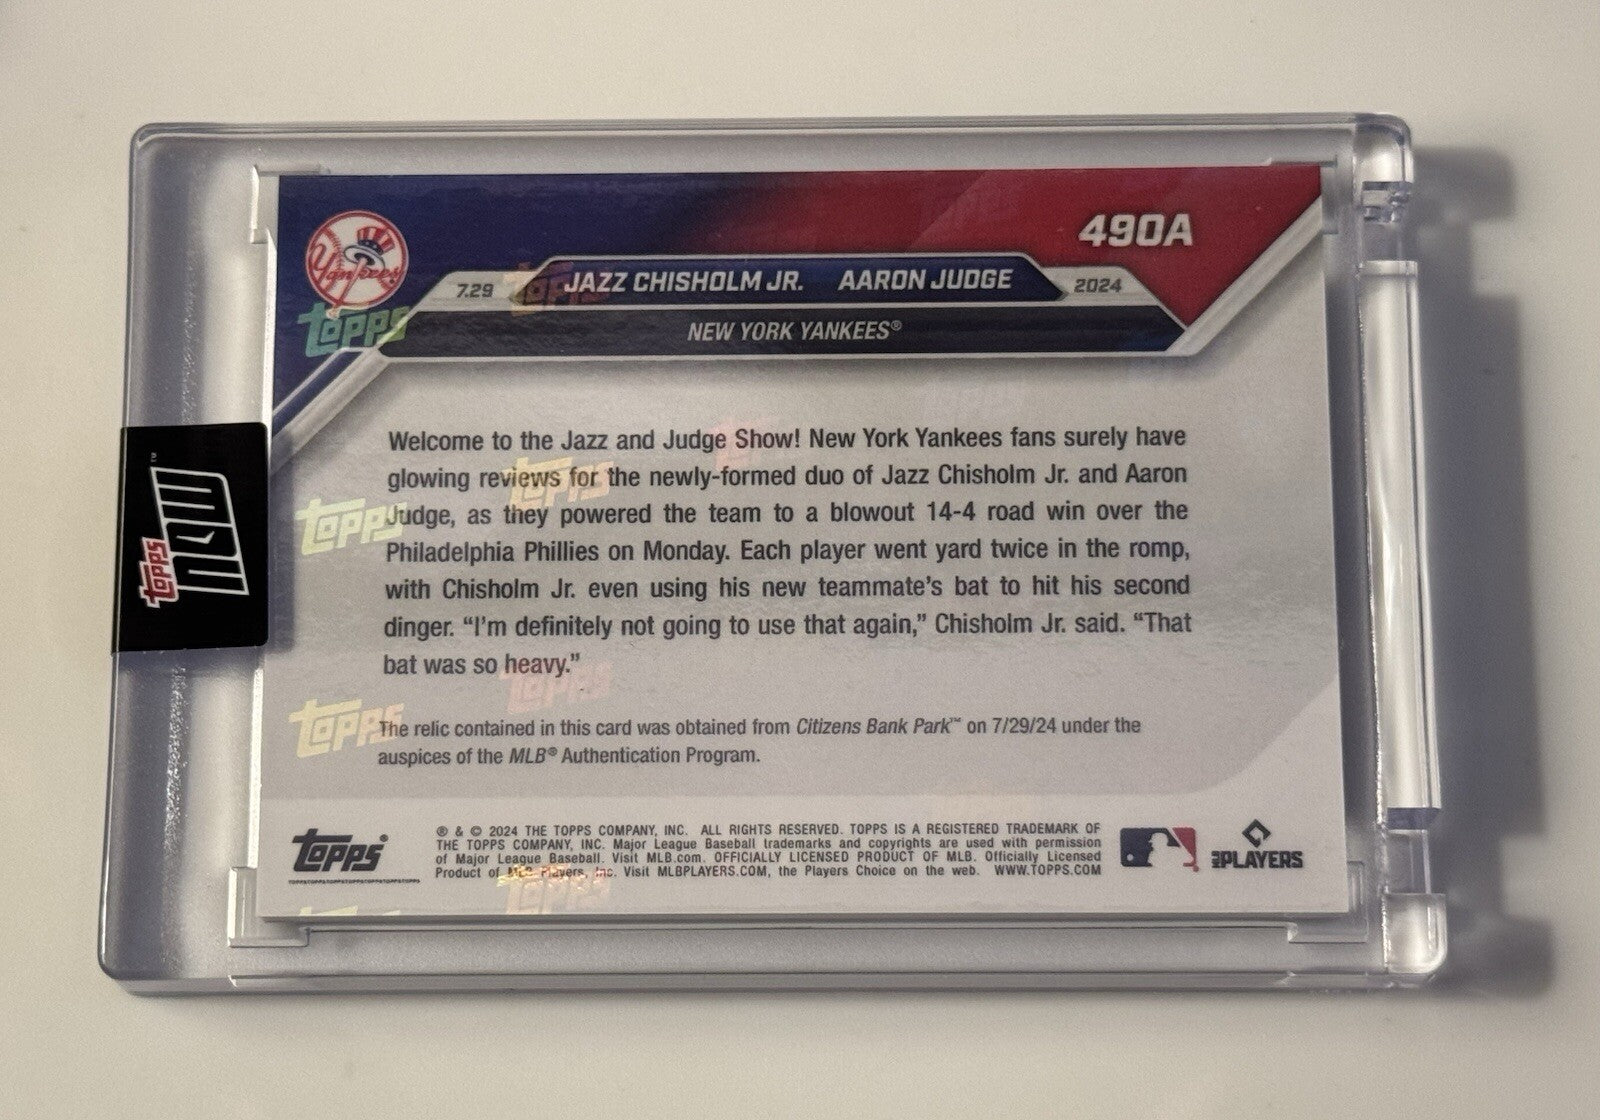 Yankees
490A
7.29 JAZZ CHISHOLM JR. AARON JUDGE 2024
NEW YORK YANKEES®
topps
topps NOW™
Welcome to the Jazz and Judge Show! New York Yankees fans surely have
glowing reviews for the newly-formed duo of Jazz Chisholm Jr. and Aaron
Judge, as they powered the team to a blowout 14-4 road win over the
Philadelphia Phillies on Monday. Each player went yard twice in the romp,
with Chisholm Jr. even using his new teammate's bat to hit his second
dinger. “I'm definitely not going to use that again,” Chisholm Jr. said. “That
bat was so heavy.”
The relic contained in this card was obtained from Citizens Bank Park™ on 7/29/24 under the
auspices of the MLB® Authentication Program.
topps®
® & © 2024 THE TOPPS COMPANY, INC. ALL RIGHTS RESERVED. TOPPS IS A REGISTERED TRADEMARK OF
THE TOPPS COMPANY, INC. Major League Baseball trademarks and copyrights are used with permission
of Major League Baseball. Visit MLB.com. OFFICIALLY LICENSED PRODUCT OF MLB. Officially Licensed
Product of MLB Players, Inc. Visit MLBPLAYERS.COM, the Players Choice on the web. WWW.TOPPS.COM
MLB PLAYERS